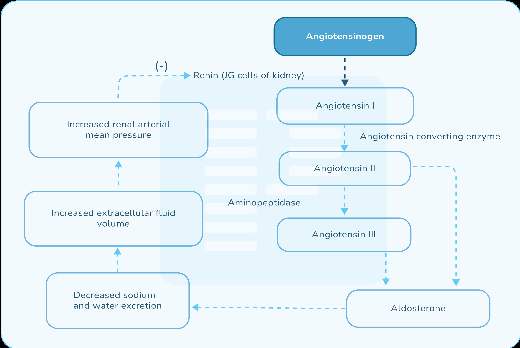 Angiotensinogen
(-)
Renin (JG cells of kidney)
Angiotensin I
Increased renal arterial
mean pressure
Angiotensin converting enzyme
Angiotensin II
Aminopeptidase
Increased extracellular fluid
volume
Angiotensin III
Decreased sodium
and water excretion
Aldosterone